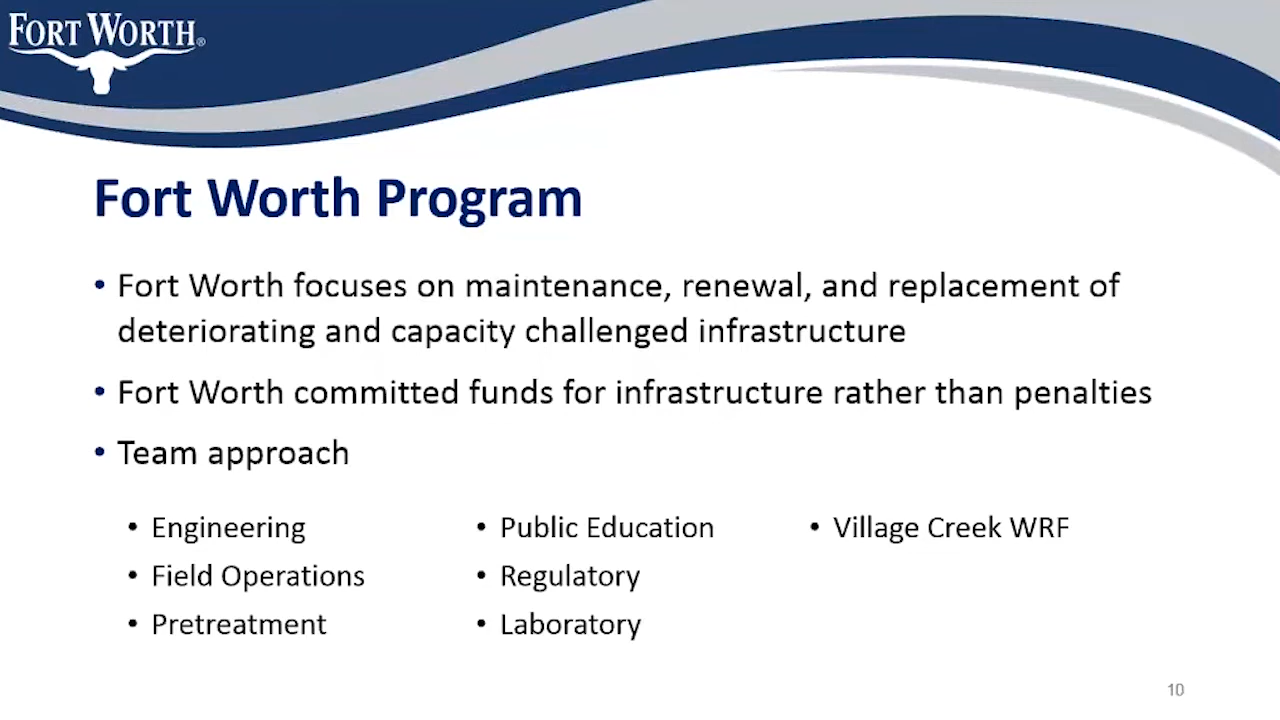 FORT WORTH®
Fort Worth Program
• Fort Worth focuses on maintenance, renewal, and replacement of
deteriorating and capacity challenged infrastructure
• Fort Worth committed funds for infrastructure rather than penalties
• Team approach
• Engineering
• Field Operations
• Pretreatment
• Public Education
• Regulatory
• Laboratory
• Village Creek WRF
10